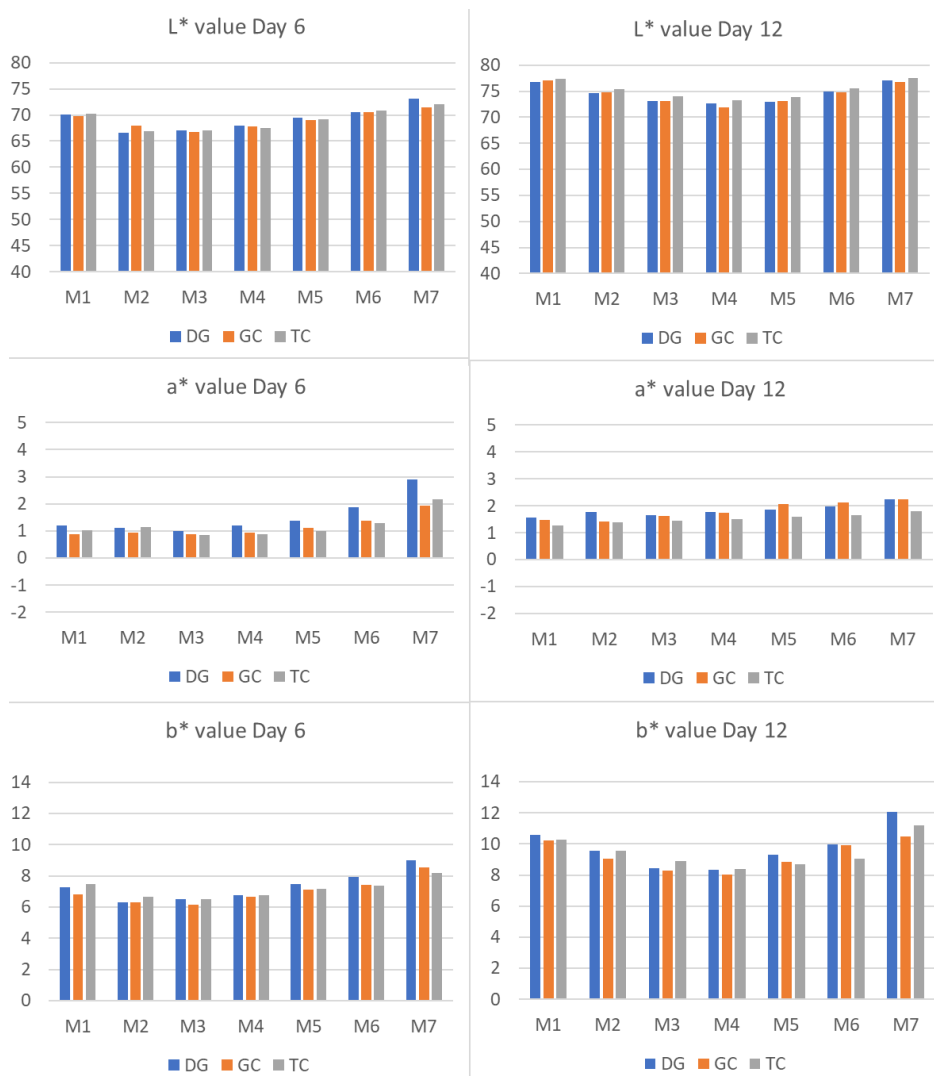 L* value Day 6
80
75
70
65
60
55
50
45
40
M1 M2 M3 M4 M5 M6 M7
DG GC TC
L* value Day 12
80
75
70
65
60
55
50
45
40
M1 M2 M3 M4 M5 M6 M7
DG GC TC
a* value Day 6
5
4
3
2
1
0
-1
-2
M1 M2 M3 M4 M5 M6 M7
DG GC TC
a* value Day 12
5
4
3
2
1
0
-1
-2
M1 M2 M3 M4 M5 M6 M7
DG GC TC
b* value Day 6
14
12
10
8
6
4
2
0
M1 M2 M3 M4 M5 M6 M7
DG GC TC
b* value Day 12
14
12
10
8
6
4
2
0
M1 M2 M3 M4 M5 M6 M7
DG GC TC